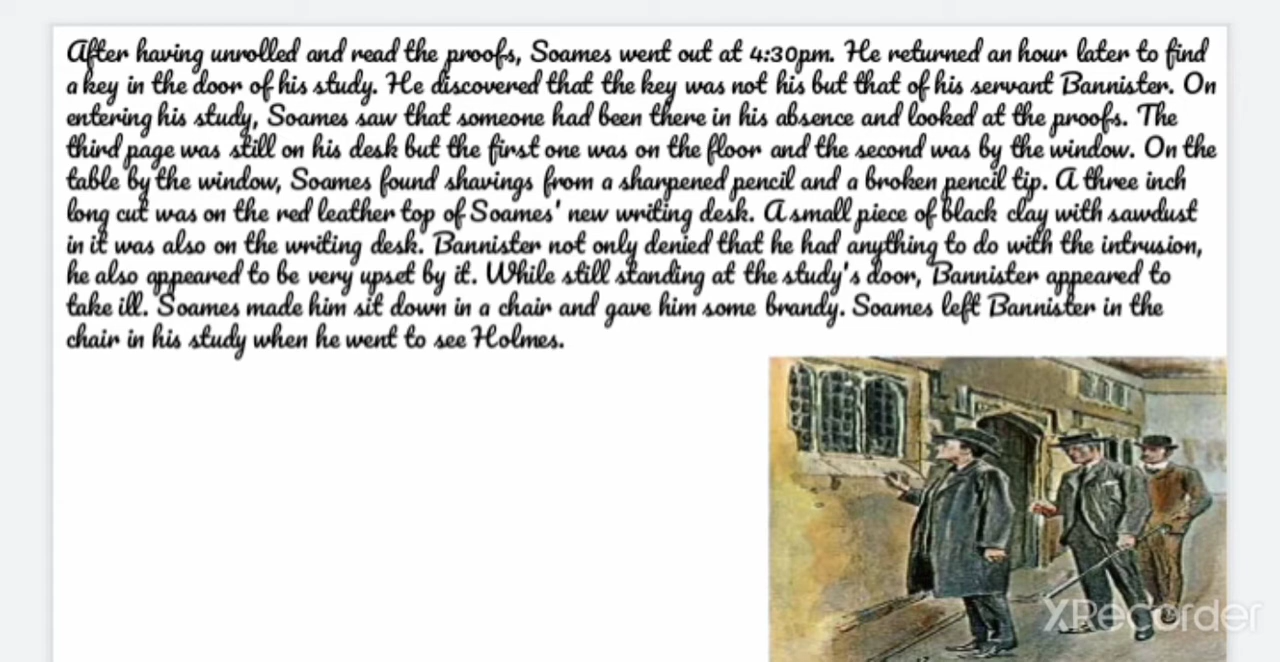 After having unrolled and read the proofs, Soames went out at 4:30pm. He returned an hour later to find
a key in the door of his study. He discovered that the key was not his but that of his servant Bannister. On
entering his study, Soames saw that someone had been there in his absence and looked at the proofs. The
third page was still on his desk but the first one was on the floor and the second was by the window. On the
table by the window, Soames found shavings from a sharpened pencil and a broken pencil tip. A three inch
long cut was on the red leather top of Soames' new writing desk. A small piece of black clay with sawdust
in it was also on the writing desk. Bannister not only denied that he had anything to do with the intrusion,
he also appeared to be very upset by it. While still standing at the study's door, Bannister appeared to
take ill. Soames made him sit down in a chair and gave him some brandy. Soames left Bannister in the
chair in his study when he went to see Holmes.
XRecorder